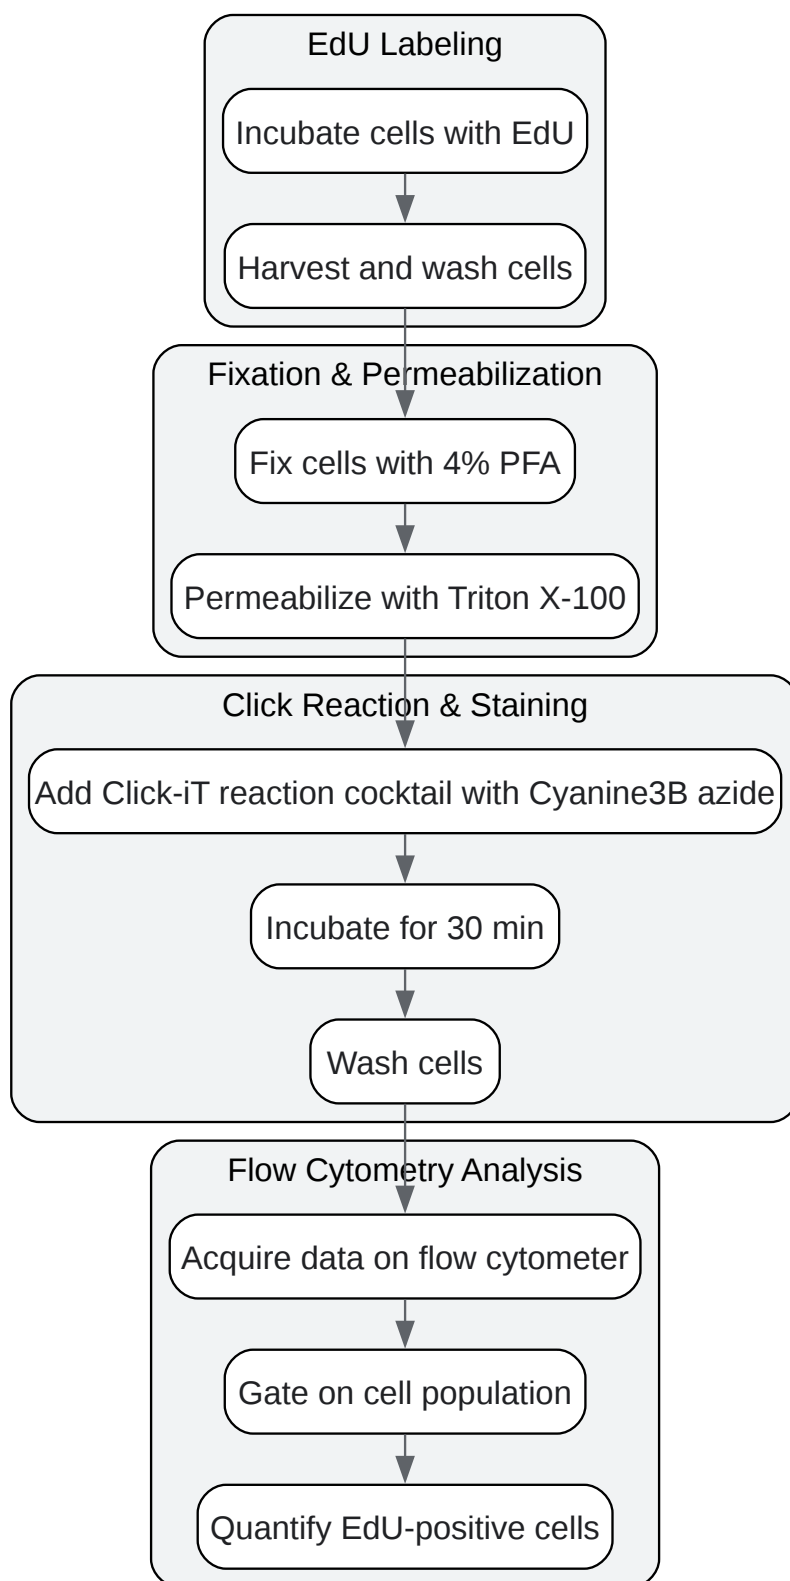 EdU Labeling
Incubate cells with EdU
Harvest and wash cells
Fixation & Permeabilization
Fix cells with 4% PFA
Permeabilize with Triton X-100
Click Reaction & Staining
Add Click-iT reaction cocktail with Cyanine3B azide
Incubate for 30 min
Wash cells
Flow Cytometry Analysis
Acquire data on flow cytometer
Gate on cell population
Quantify EdU-positive cells